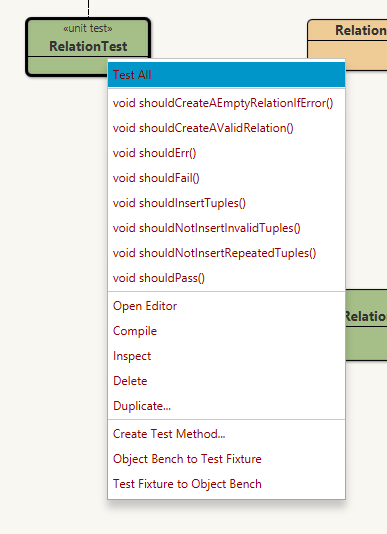 «unit test»
RelationTest
Relation
Test All
void shouldCreateAEmptyRelationIfError()
void shouldCreateAValidRelation()
void shouldErr()
void shouldFail()
void shouldInsertTuples()
void shouldNotInsertInvalidTuples()
void shouldNotInsertRepeatedTuples()
void shouldPass()
Open Editor
Relation
Compile
Inspect
Delete
Duplicate...
Create Test Method...
Object Bench to Test Fixture
Test Fixture to Object Bench